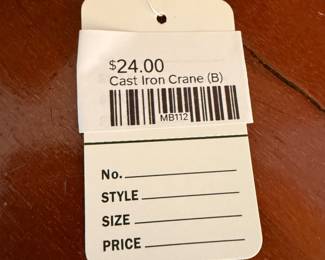 $24.00
Cast Iron Crane (B)
MB112
No.
STYLE
SIZE
PRICE